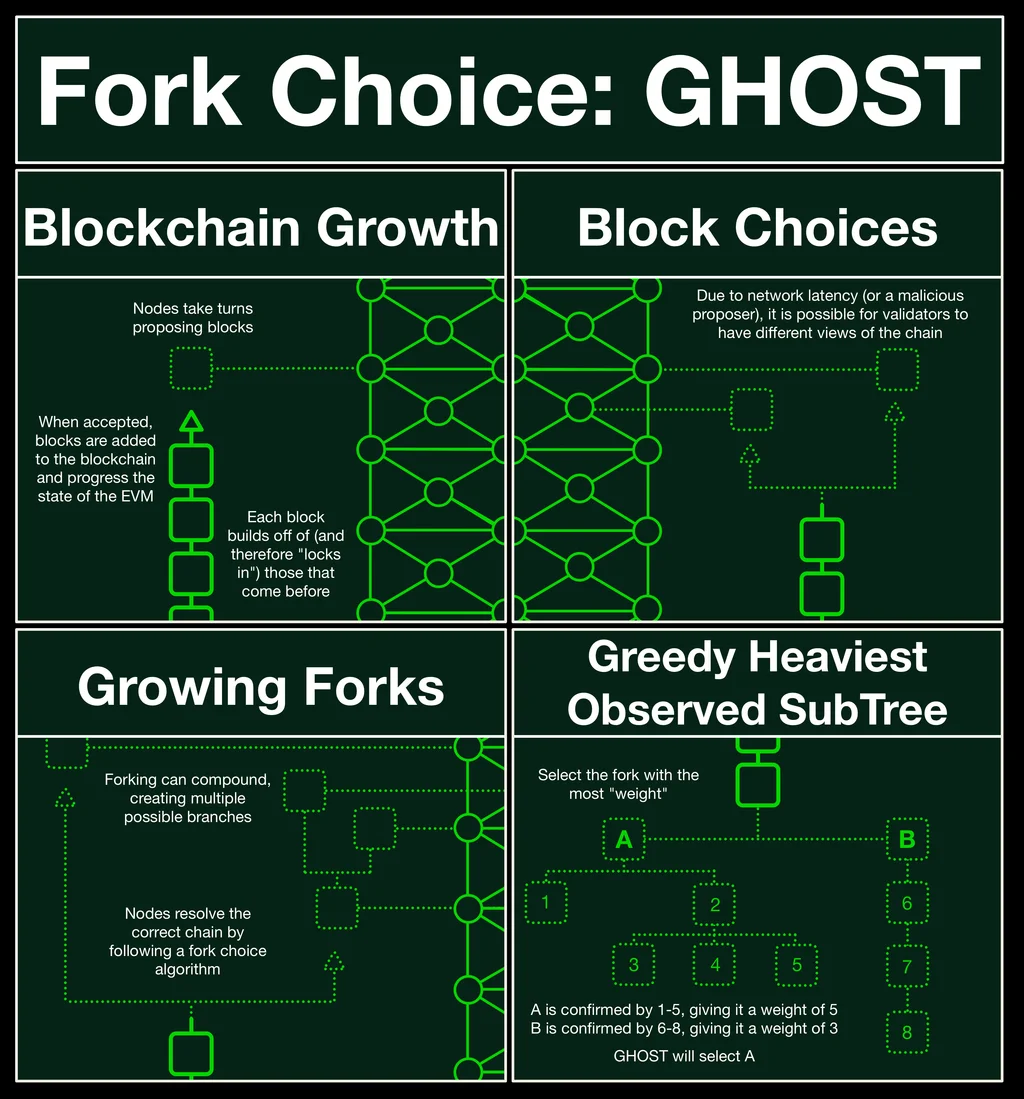 Fork Choice: GHOST
Blockchain Growth
Nodes take turns
proposing blocks
When accepted,
blocks are added
to the blockchain
and progress the
state of the EVM
Each block
builds off of (and
therefore "locks
in") those that
come before
Block Choices
Due to network latency (or a malicious
proposer), it is possible for validators to
have different views of the chain
Growing Forks
Forking can compound,
creating multiple
possible branches
Nodes resolve the
correct chain by
following a fork choice
algorithm
Greedy Heaviest
Observed SubTree
Select the fork with the
most "weight"
A B
1 2 6
3 4 5 7
8
A is confirmed by 1-5, giving it a weight of 5
B is confirmed by 6-8, giving it a weight of 3
GHOST will select A